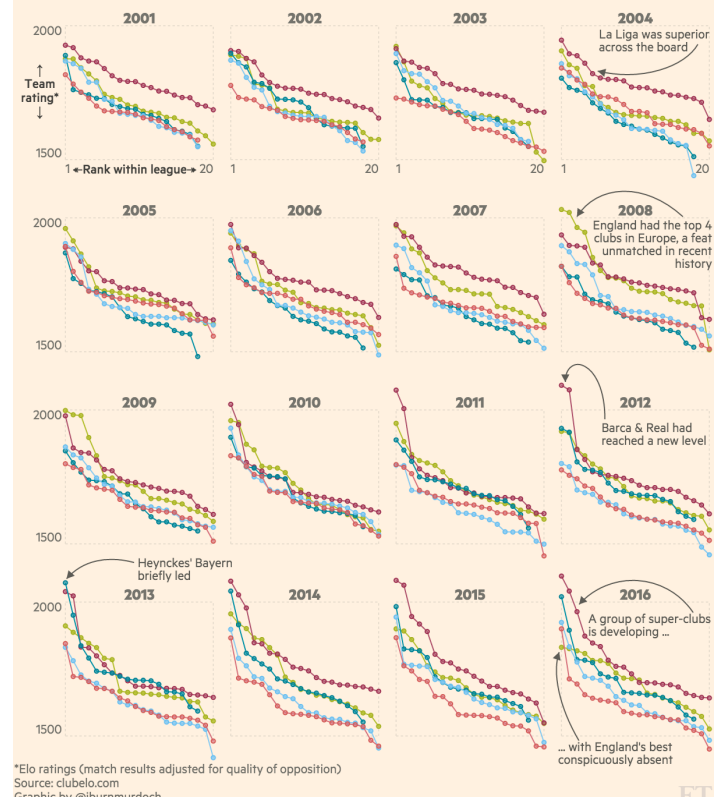 2001
2002
2003
2004
2000
↑
Team
rating*
↓
1500
La Liga was superior
across the board
1 ←Rank within league→ 20
1
20
1
20
1
20
2005
2006
2007
2008
2000
1500
England had the top 4
clubs in Europe, a feat
unmatched in recent
history
2009
2010
2011
2012
2000
1500
Barca & Real had
reached a new level
Heynckes' Bayern
briefly led
2013
2014
2015
2016
2000
1500
A group of super-clubs
is developing ...
... with England's best
conspicuously absent
*Elo ratings (match results adjusted for quality of opposition)
Source: clubelo.com
Graphic by @jburnmurdoch
FT